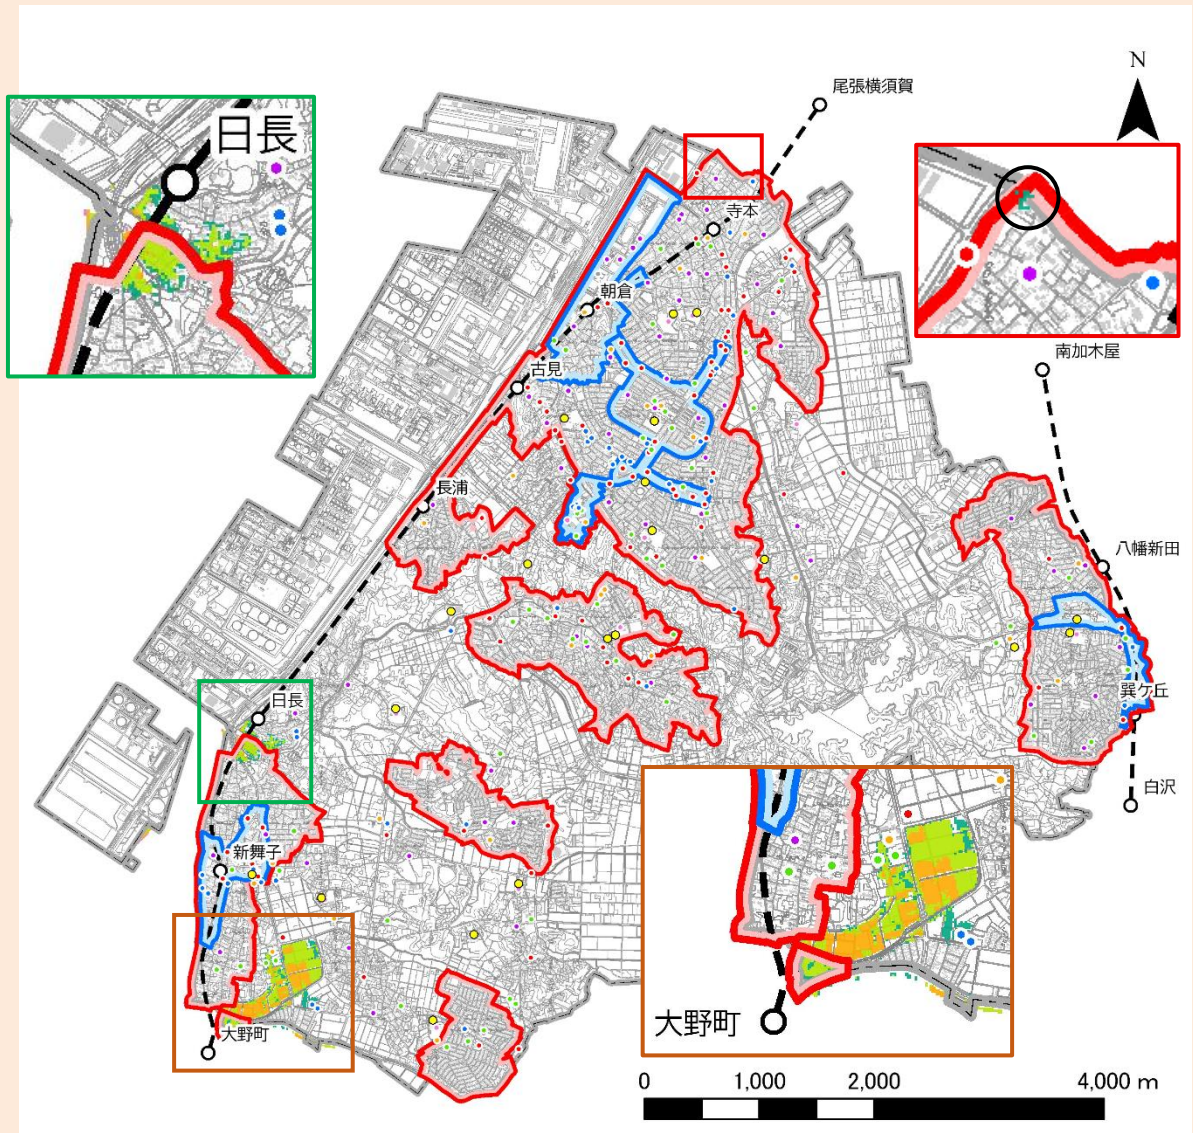 尾張横須賀
N
日長
寺本
朝倉
南加木屋
古見
長浦
八幡新田
巽ケ丘
日長
白沢
新舞子
大野町
大野町
0 1,000 2,000 4,000 m